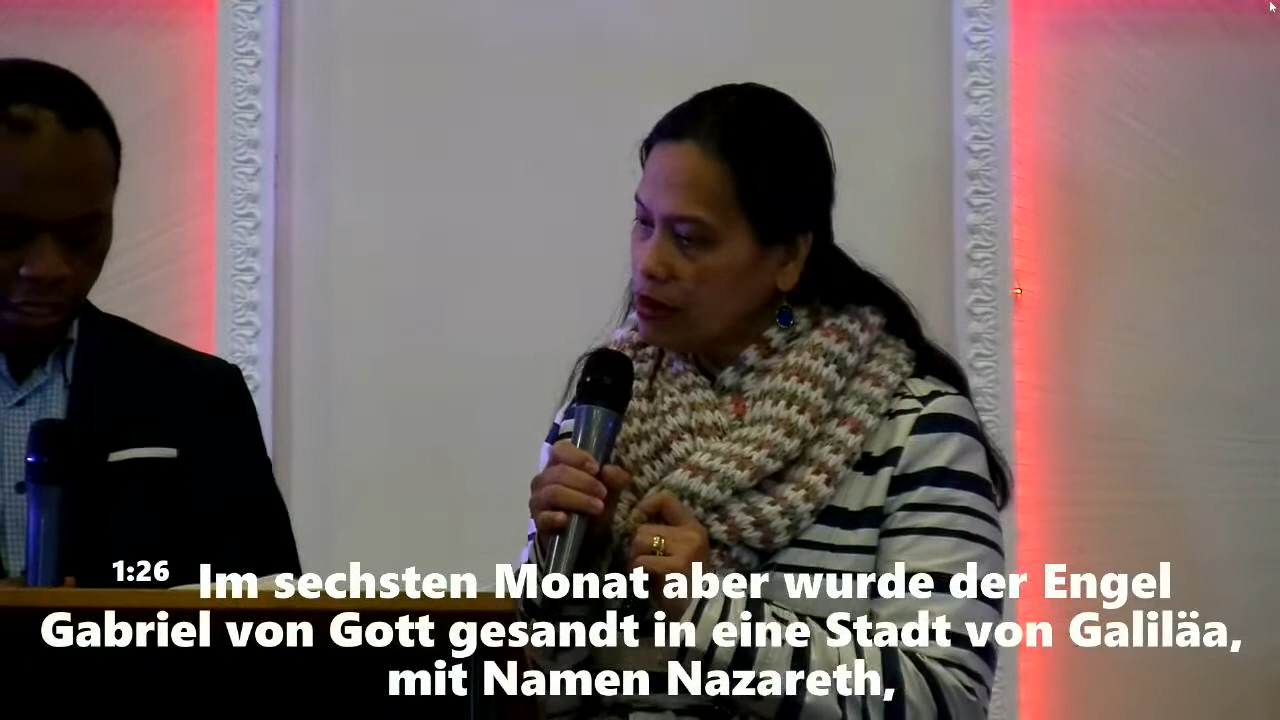 1:26 Im sechsten Monat aber wurde der Engel
Gabriel von Gott gesandt in eine Stadt von Galiläa,
mit Namen Nazareth,